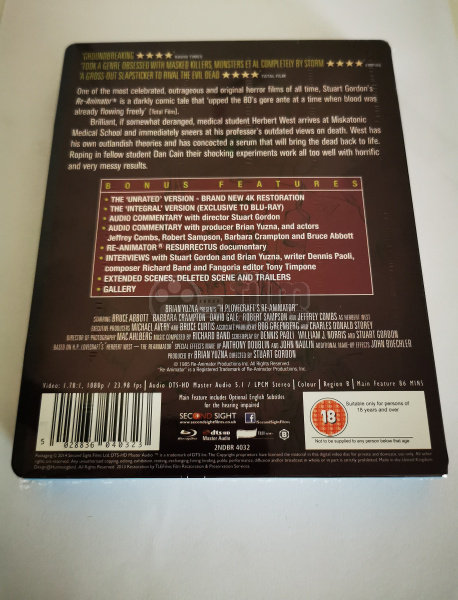 'GROUNDBREAKING' ★★★★ RADIO TIMES
'TOOK A GENRE OBSESSED WITH MASKED KILLERS, MONSTERS ET AL COMPLETELY BY STORM' ★★★★ EMPIRE
'A GROSS-OUT SLAPSTICKER TO RIVAL THE EVIL DEAD' ★★★★ TOTAL FILM
One of the most celebrated, outrageous and original horror films of all time, Stuart Gordon's
Re-Animator® is a darkly comic tale that 'upped the 80's gore ante at a time when blood was
already flowing freely' (Total Film).
Brilliant, if somewhat deranged, medical student Herbert West arrives at Miskatonic
Medical School and immediately sneers at his professor's outdated views on death. West has
his own outlandish theories and has concocted a serum that will bring the dead back to life.
Roping in fellow student Dan Cain their shocking experiments work all too well with horrific
and very messy results.
BONUS FEATURES
• THE 'UNRATED' VERSION - BRAND NEW 4K RESTORATION
• THE 'INTEGRAL' VERSION (EXCLUSIVE TO BLU-RAY)
• AUDIO COMMENTARY with director Stuart Gordon
• AUDIO COMMENTARY with producer Brian Yuzna, and actors
Jeffrey Combs, Robert Sampson, Barbara Crampton and Bruce Abbott
• RE-ANIMATOR® RESURRECTUS documentary
• INTERVIEWS with Stuart Gordon and Brian Yuzna, writer Dennis Paoli,
composer Richard Band and Fangoria editor Tony Timpone
• EXTENDED SCENES, DELETED SCENE AND TRAILERS
• GALLERY
BRIAN YUZNA PRESENTS "H.P.LOVECRAFT'S RE-ANIMATOR"
STARRING BRUCE ABBOTT BARBARA CRAMPTON DAVID GALE ROBERT SAMPSON AND JEFFREY COMBS AS HERBERT WEST
EXECUTIVE PRODUCERS MICHAEL AVERY AND BRUCE CURTIS ASSOCIATE PRODUCERS BOB GREENBERG AND CHARLES DONALD STOREY
DIRECTOR OF PHOTOGRAPHY MAC AHLBERG MUSIC COMPOSED BY RICHARD BAND SCREENPLAY BY DENNIS PAOLI WILLIAM J. NORRIS AND STUART GORDON
BASED ON H.P. LOVECRAFT'S 'HERBERT WEST - THE REANIMATOR' SPECIAL EFFECTS BY ANTHONY DOUBLIN AND JOHN NAULIN ADDITIONAL MAKE-UP EFFECTS JOHN BUECHLER
PRODUCED BY BRIAN YUZNA DIRECTED BY STUART GORDON
© 1985 Re-Animator Productions, Inc.
"Re-Animator" is a Registered Trademark of Re-Animator Productions, Inc.
Video: 1.78:1, 1080p / 23.98 fps | Audio DTS-HD Master Audio 5.1 / LPCM Stereo | Colour | Region B | Main Feature 86 MINS
Main Feature includes Optional English Subtitles
for the hearing impaired
SECOND SIGHT
www.secondsightfilms.co.uk
/SecondSightFilms
Blu-ray Disc
dts-HD Master Audio
B
2NDBR 4032
5 028836 040323
18
Suitable only for persons of
18 years and over
Not to be supplied to any person below that age